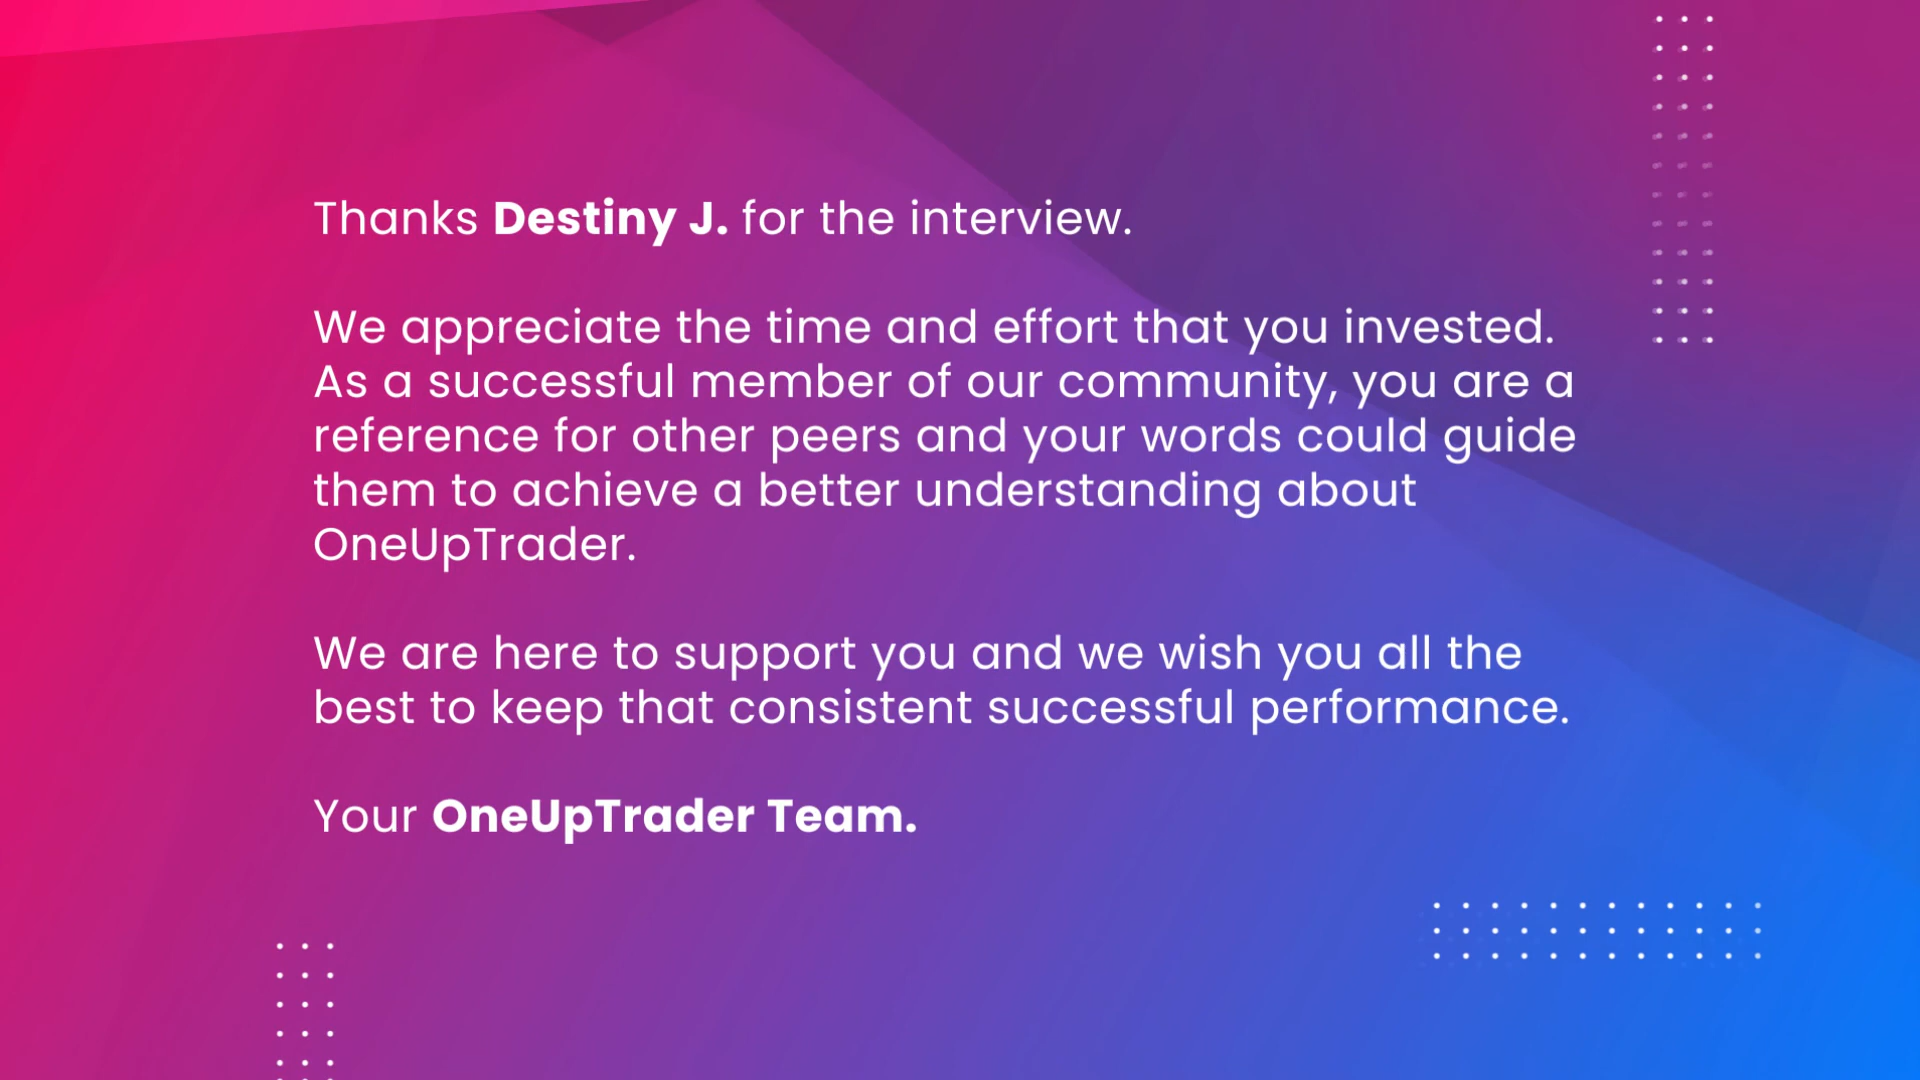 Thanks Destiny J. for the interview.
We appreciate the time and effort that you invested.
As a successful member of our community, you are a
reference for other peers and your words could guide
them to achieve a better understanding about
OneUpTrader.
We are here to support you and we wish you all the
best to keep that consistent successful performance.
Your OneUpTrader Team.